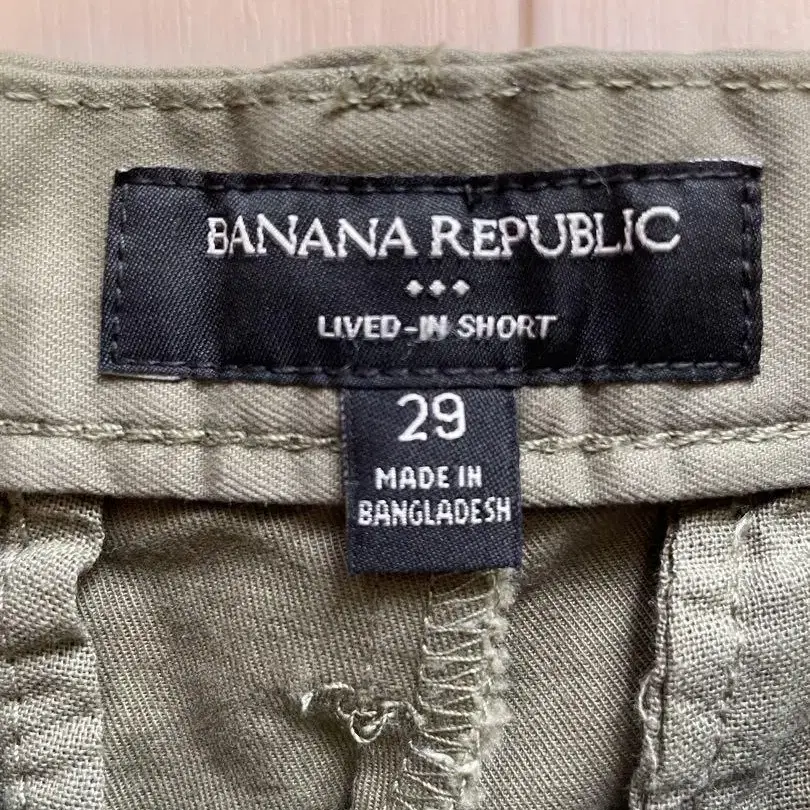 BANANA REPUBLIC
LIVED-IN SHORT
29
MADE IN
BANGLADESH